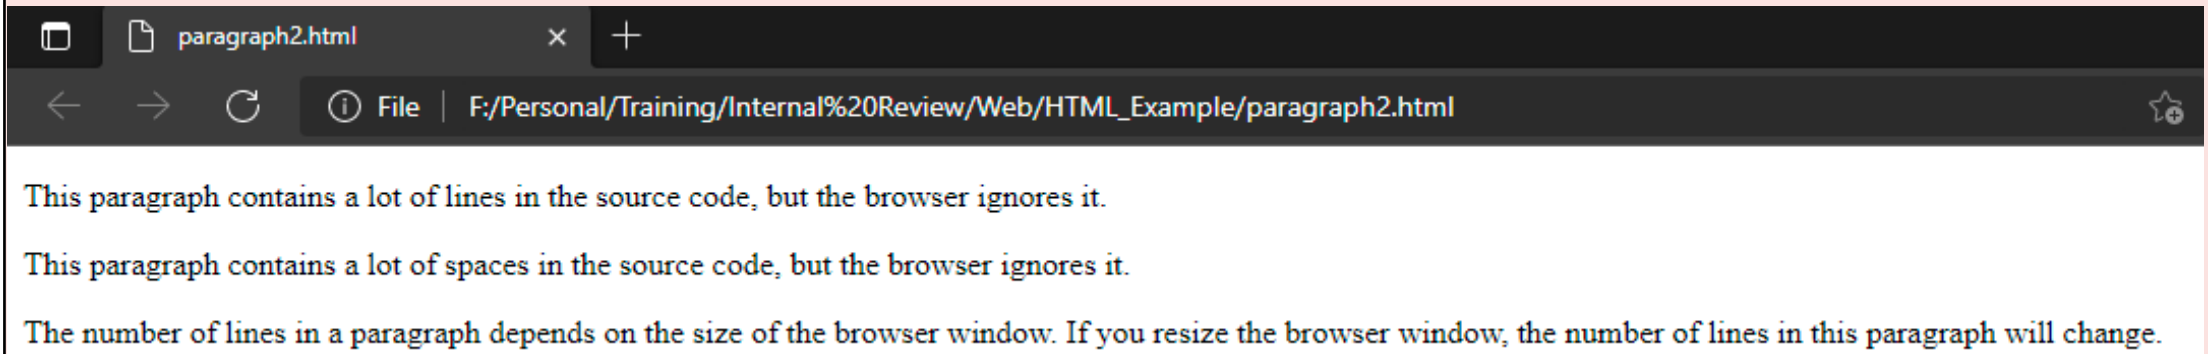 paragraph2.html
File F:/Personal/Training/Internal%20Review/Web/HTML_Example/paragraph2.html
This paragraph contains a lot of lines in the source code, but the browser ignores it.
This paragraph contains a lot of spaces in the source code, but the browser ignores it.
The number of lines in a paragraph depends on the size of the browser window. If you resize the browser window, the number of lines in this paragraph will change.